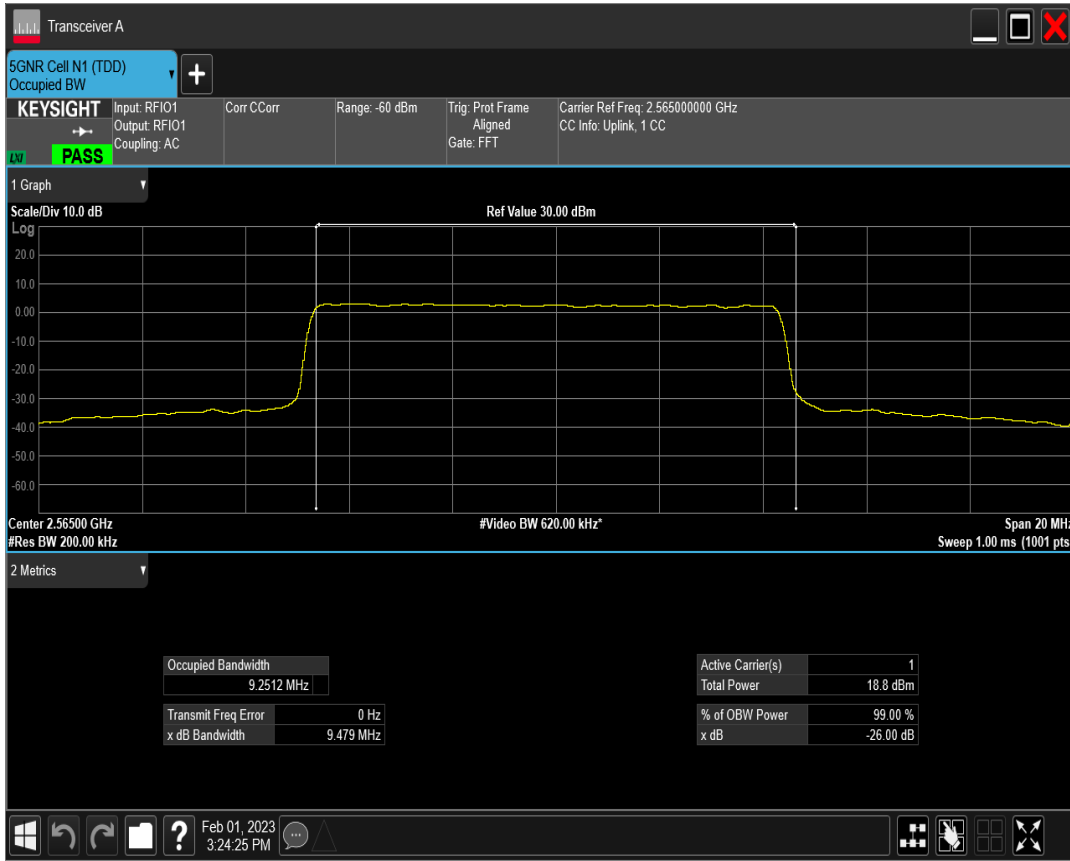 Transceiver A
5GNR Cell N1 (TDD)
Occupied BW
KEYSIGHT
LXI
PASS
Input: RFIO1
Output: RFIO1
Coupling: AC
Corr CCorr
Range: -60 dBm
Trig: Prot Frame
Aligned
Gate: FFT
Carrier Ref Freq: 2.565000000 GHz
CC Info: Uplink, 1 CC
1 Graph
Scale/Div 10.0 dB
Ref Value 30.00 dBm
Log
20.0
10.0
0.00
-10.0
-20.0
-30.0
-40.0
-50.0
-60.0
Center 2.56500 GHz
#Video BW 620.00 kHz*
Span 20 MHz
#Res BW 200.00 kHz
Sweep 1.00 ms (1001 pts
2 Metrics
Occupied Bandwidth
9.2512 MHz
Transmit Freq Error 0 Hz
x dB Bandwidth 9.479 MHz
Active Carrier(s) 1
Total Power 18.8 dBm
% of OBW Power 99.00 %
x dB -26.00 dB
?
Feb 01, 2023
3:24:25 PM